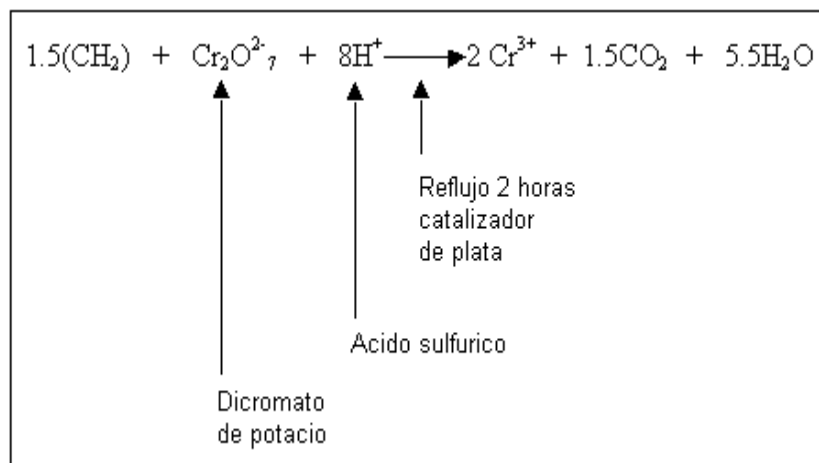 1.5(CH₂) + Cr₂O²⁻₇ + 8H⁺ → 2 Cr³⁺ + 1.5CO₂ + 5.5H₂O
Reflujo 2 horas
catalizador
de plata
Acido sulfurico
Dicromato
de potacio